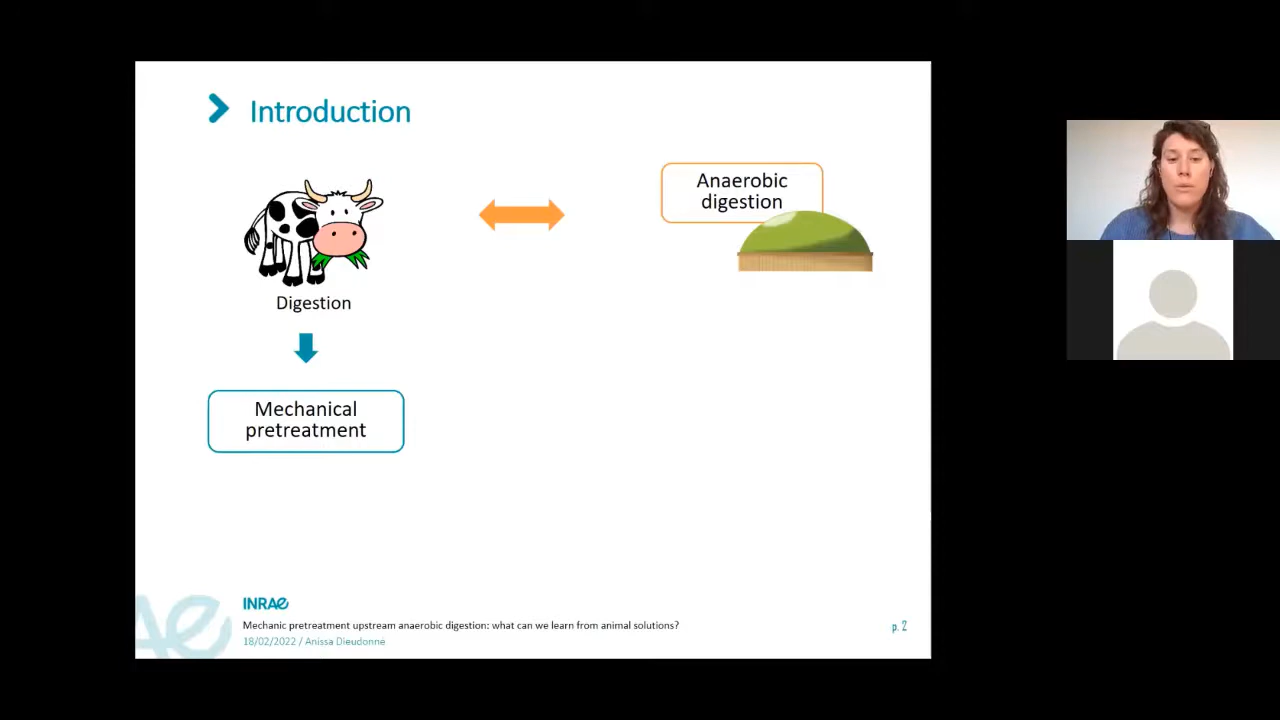 Introduction
Anaerobic
digestion
Digestion
Mechanical
pretreatment
INRAE
Mechanic pretreatment upstream anaerobic digestion: what can we learn from animal solutions?
18/02/2022 / Anissa Dieudonne
p. 2